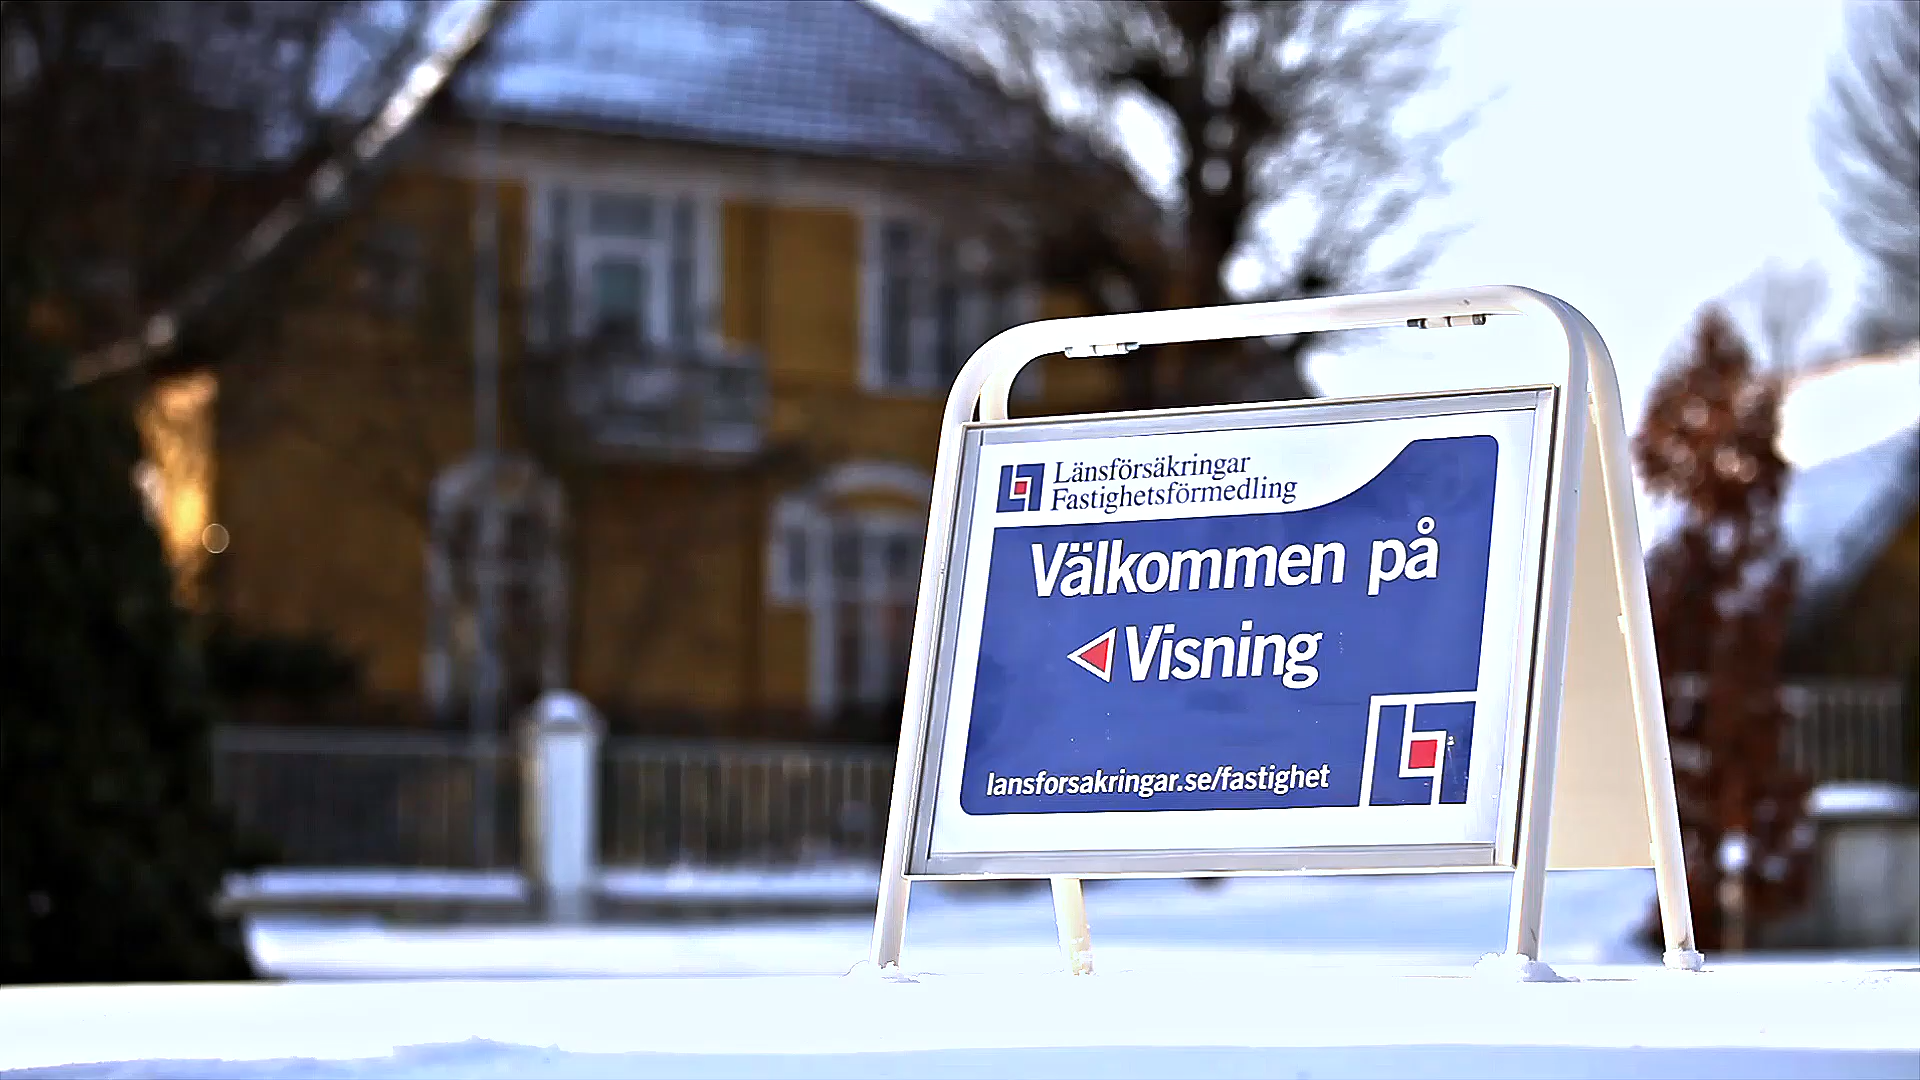 Länsförsäkringar
Fastighetsförmedling
Välkommen på
Visning
lansforsakringar.se/fastighet